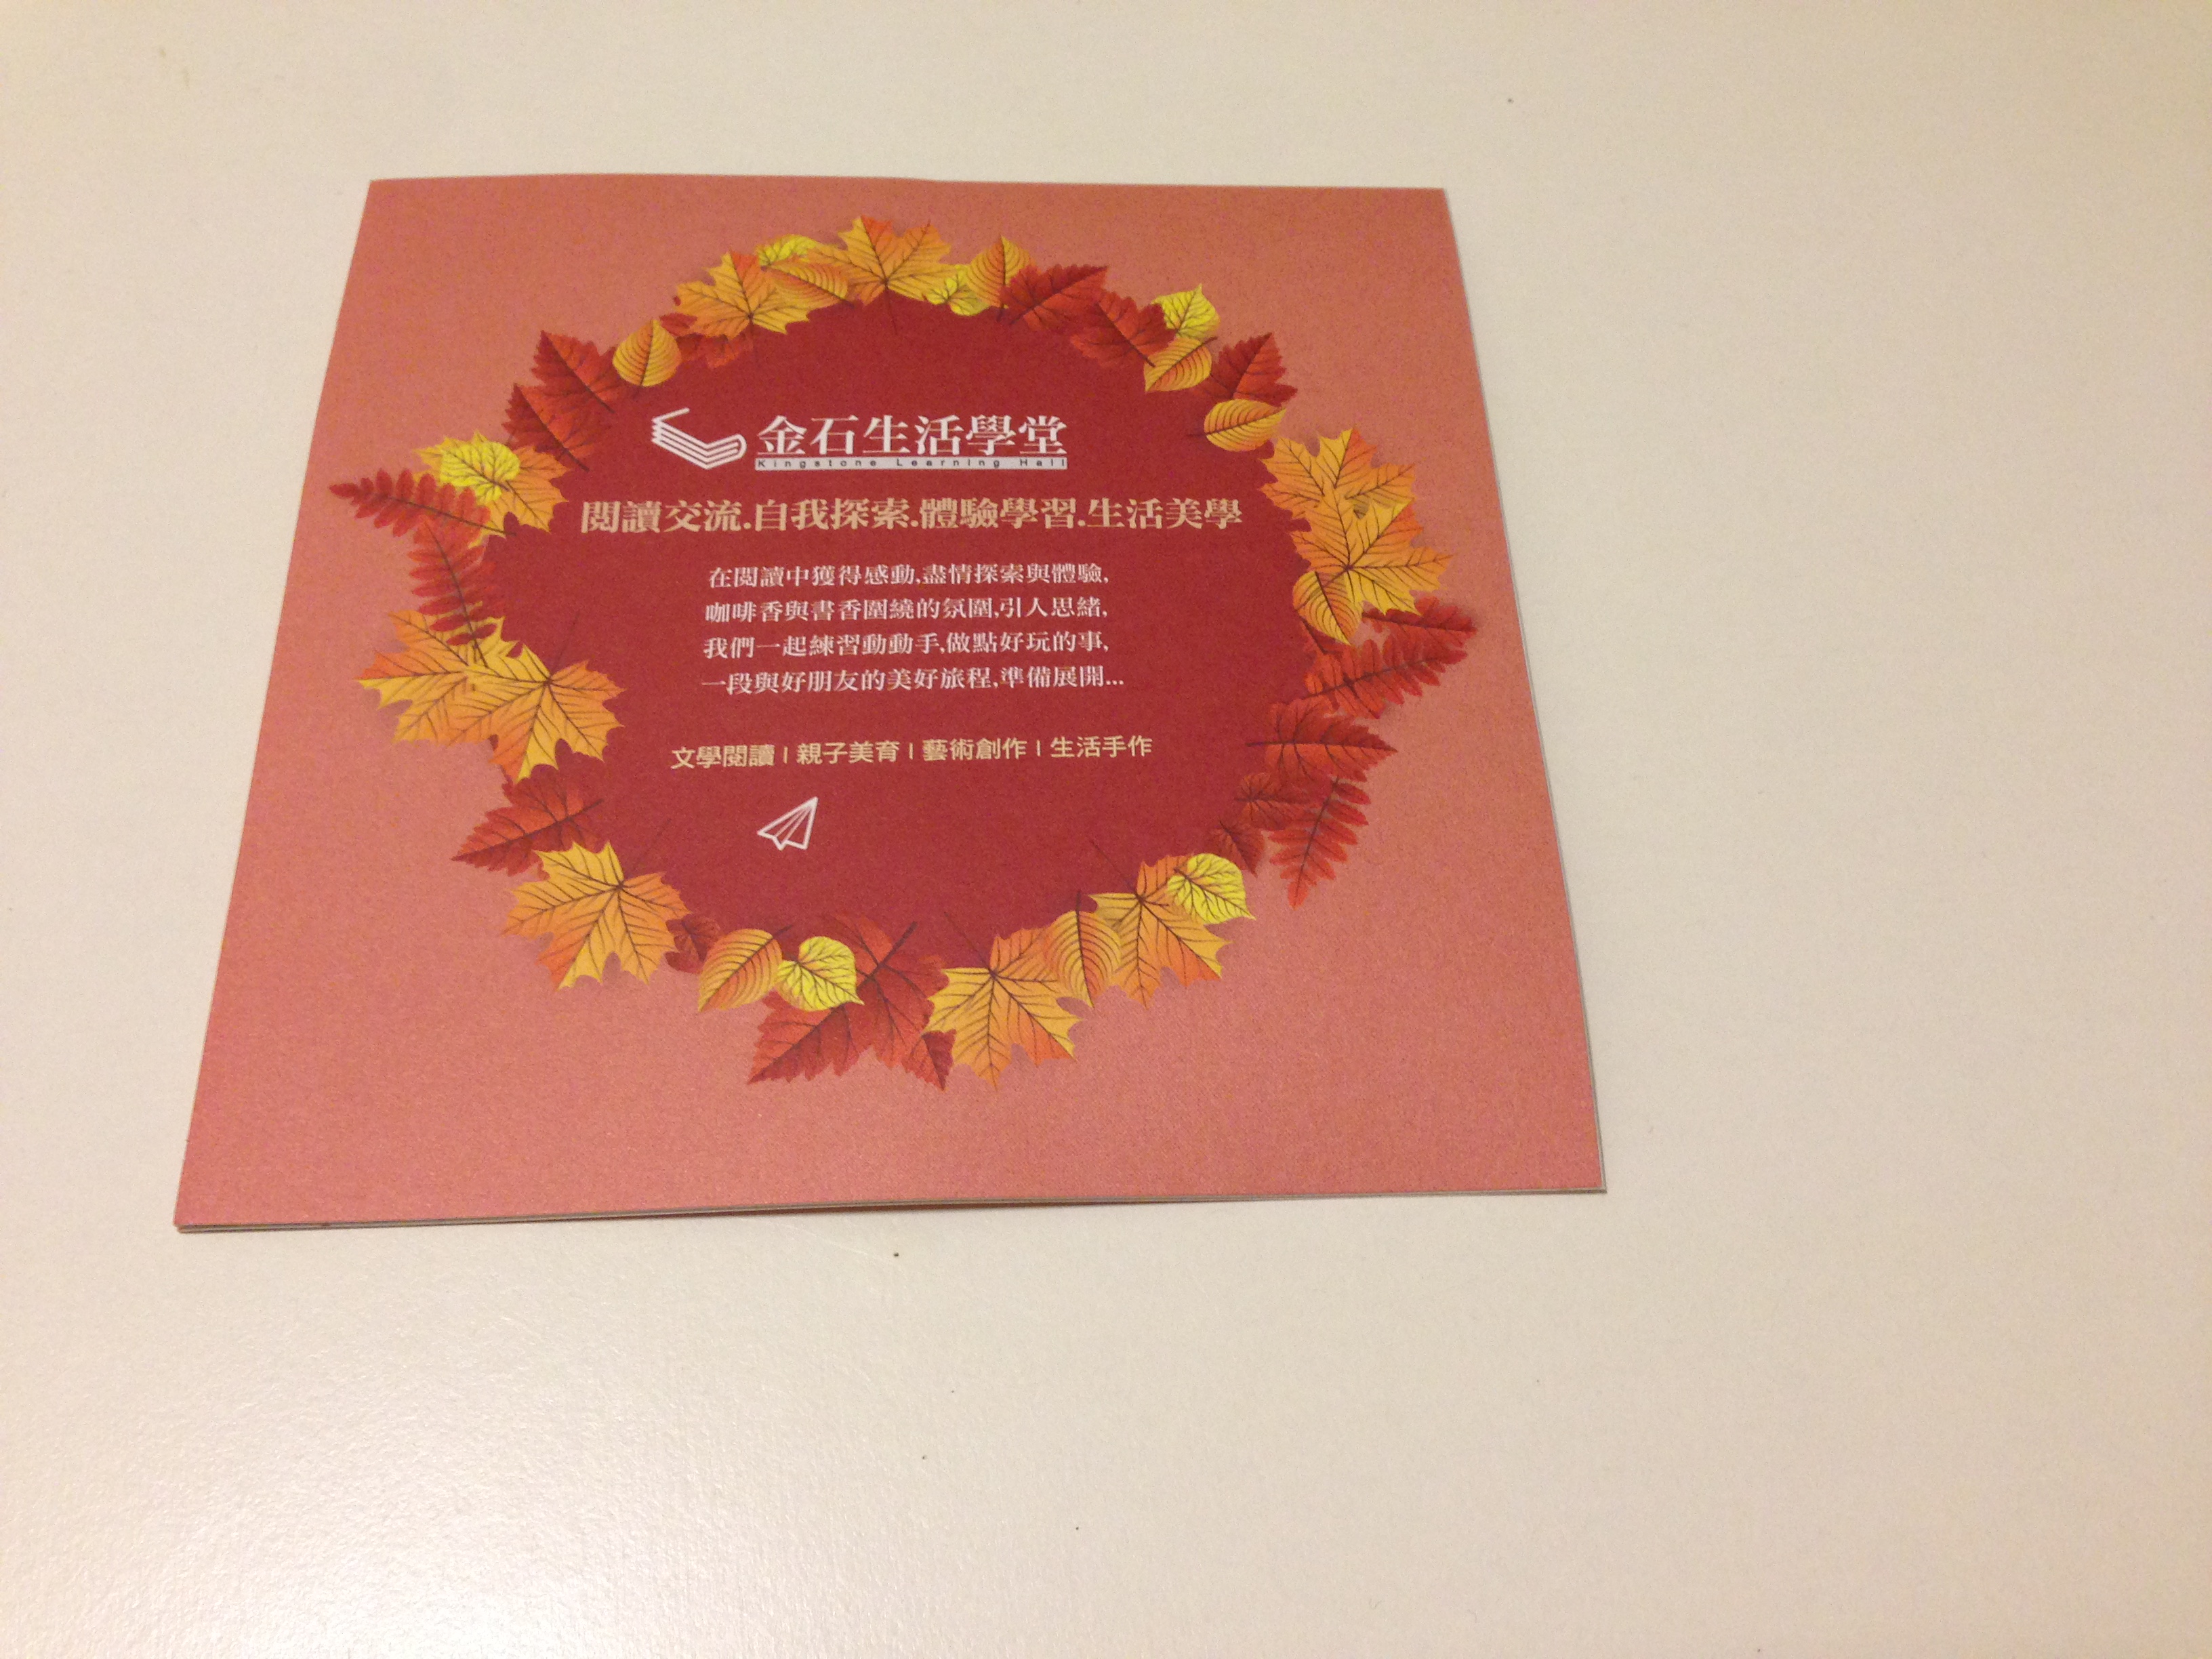 金石生活學堂
Kingstone Learning Hall
閱讀交流.自我探索.體驗學習.生活美學
在閱讀中獲得感動,盡情探索與體驗,
咖啡香與書香圍繞的氛圍,引人思緒,
我們一起練習動動手,做點好玩的事,
一段與好朋友的美好旅程,準備展開...
文學閱讀 | 親子美育 | 藝術創作 | 生活手作